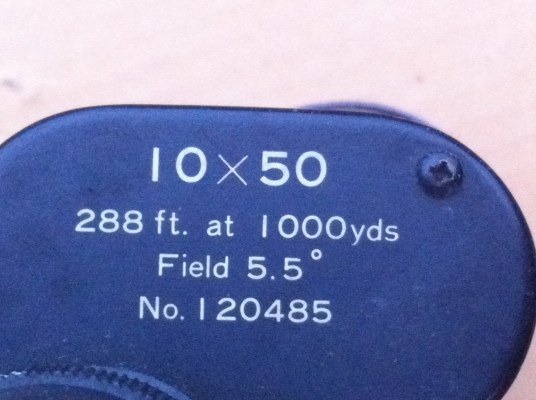 10×50
288 ft. at 1000yds
Field 5.5°
No. 120485